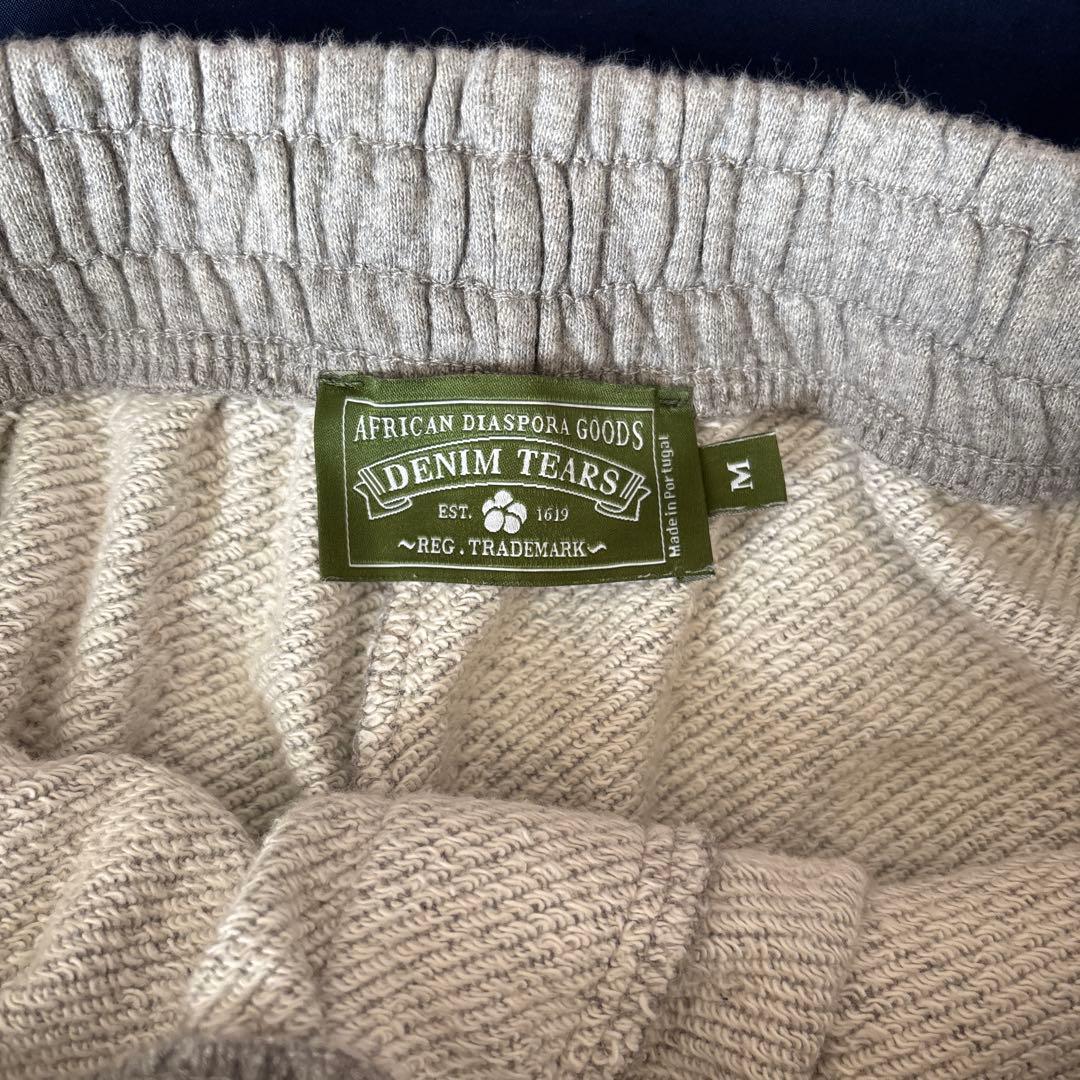 AFRICAN DIASPORA GOODS
DENIM TEARS
EST. 1619
~REG. TRADEMARK~
Made in Portugal
M